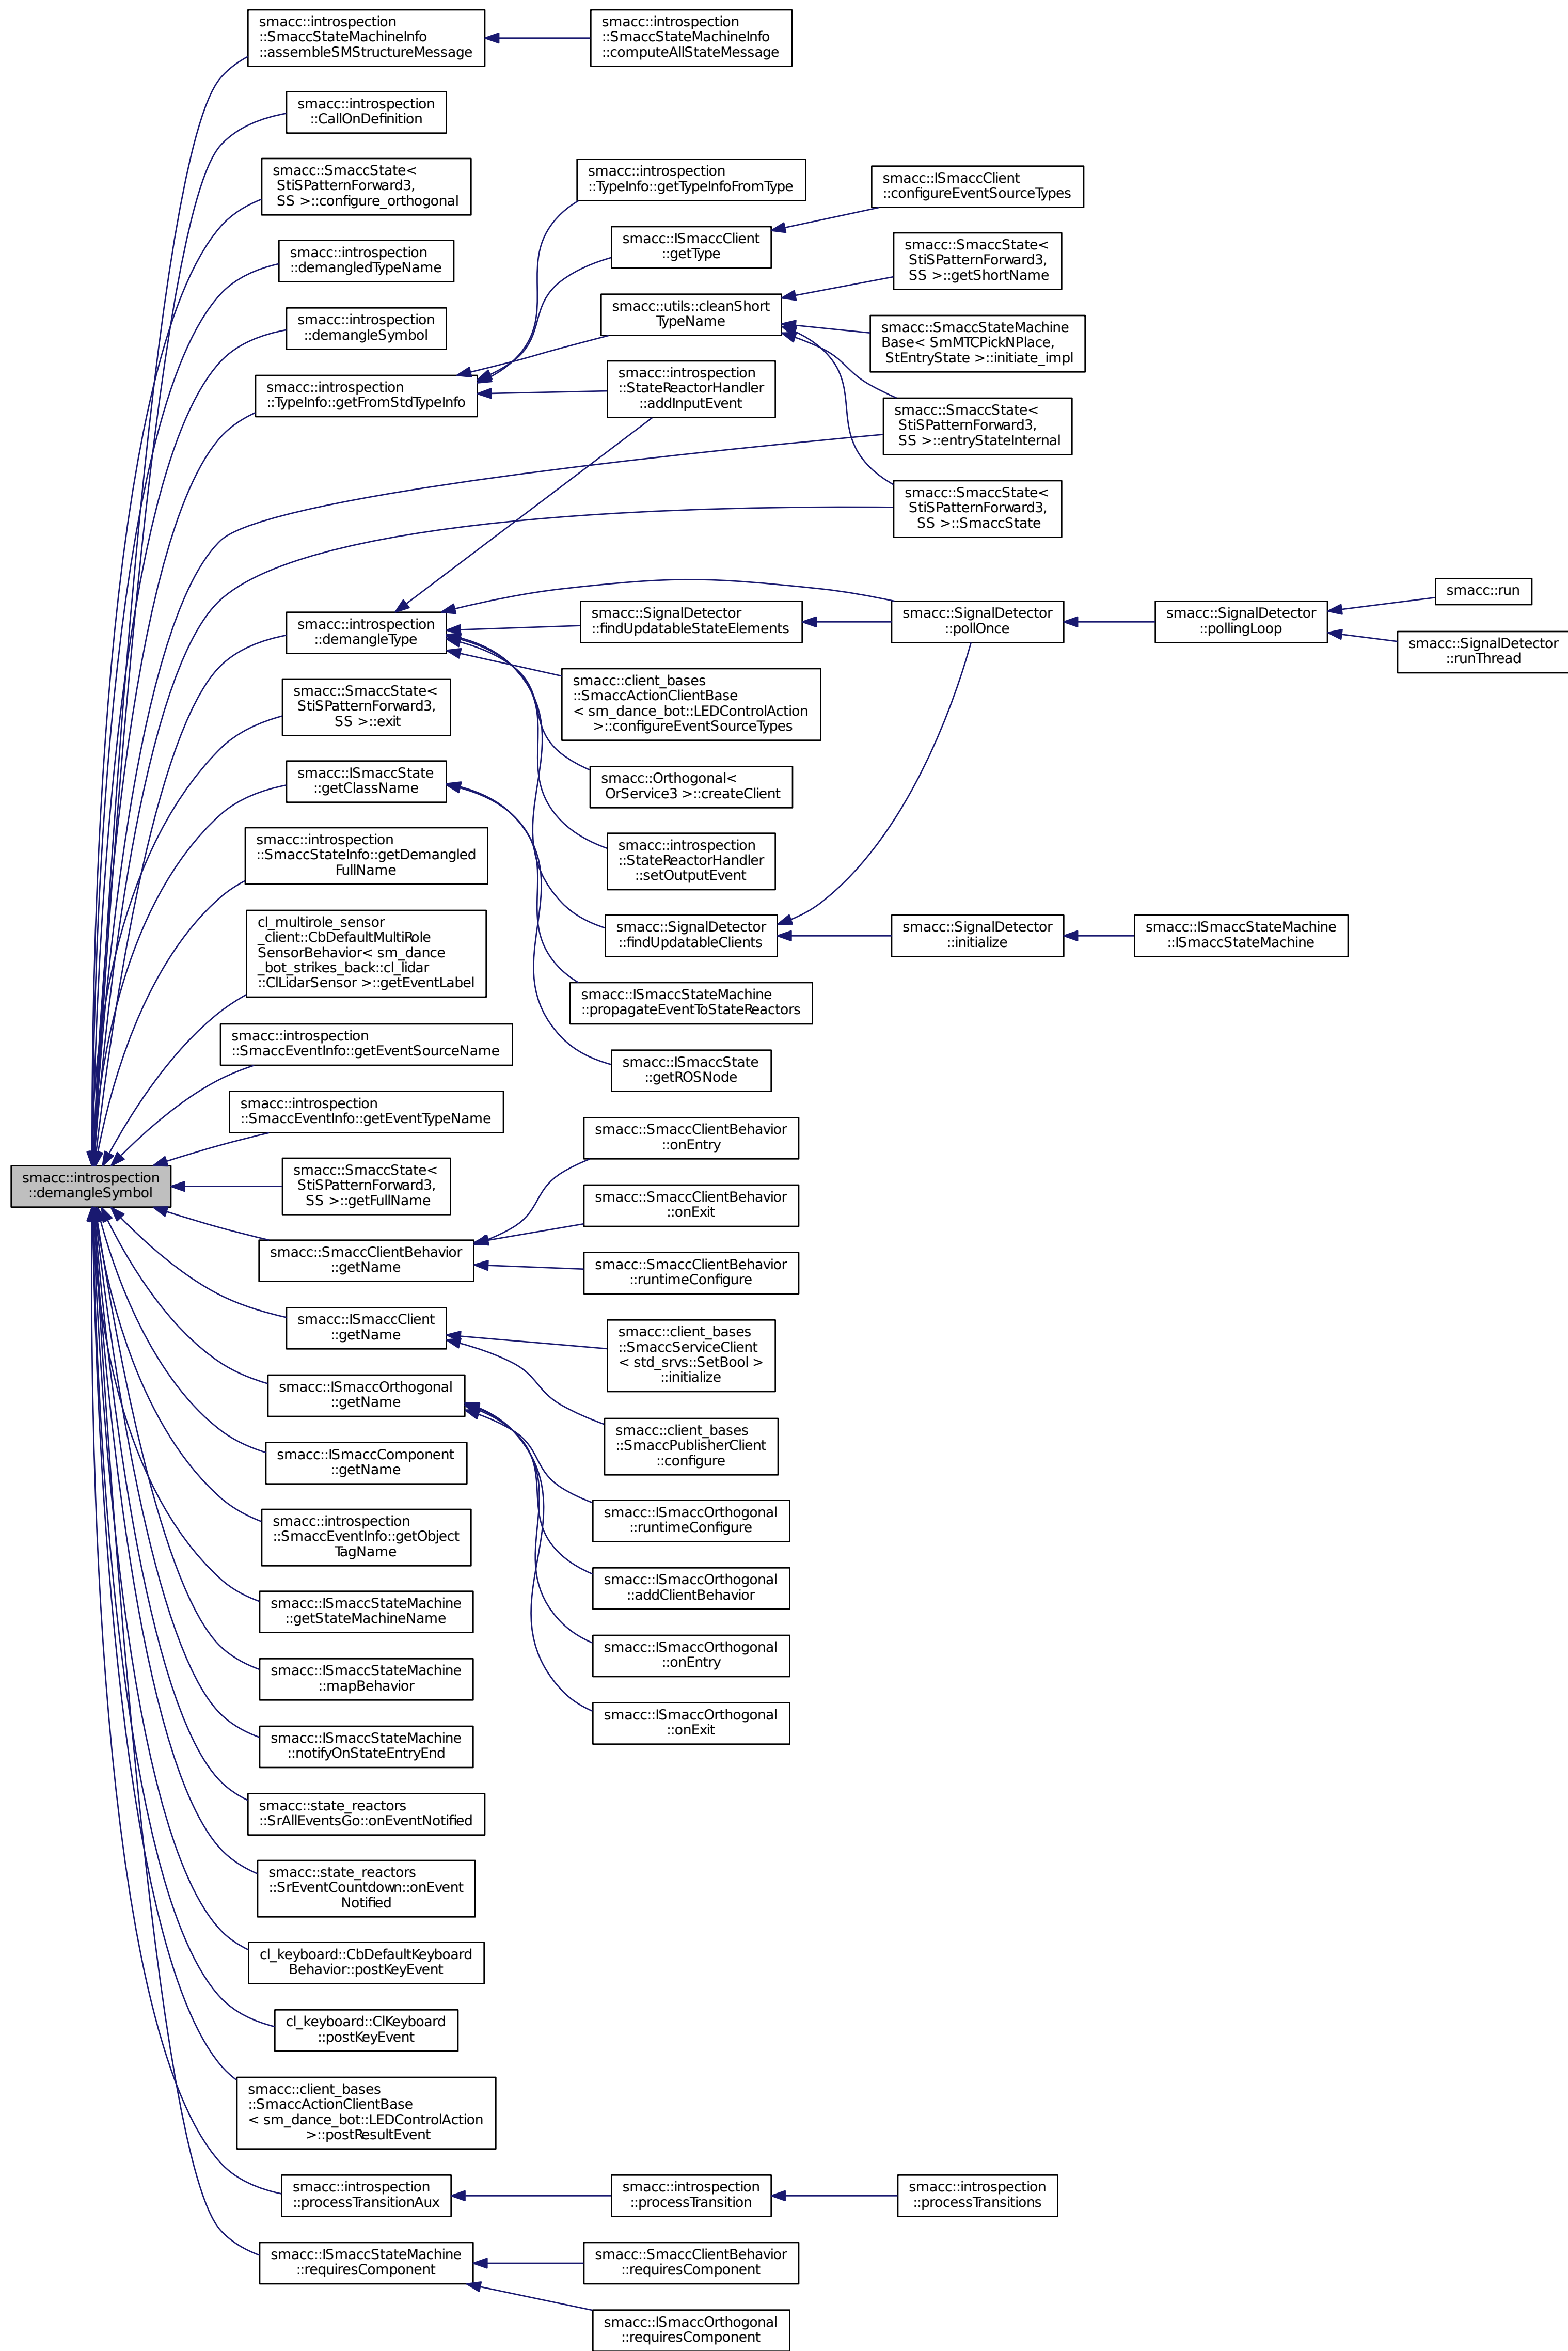 smacc::introspection
::SmaccStateMachineInfo
::assembleSMStructureMessage
smacc::introspection
::SmaccStateMachineInfo
::computeAllStateMessage
smacc::introspection
::CallOnDefinition
smacc::SmaccState<
StiSPatternForward3,
SS >::configure_orthogonal
smacc::introspection
::demangledTypeName
smacc::introspection
::demangleSymbol
smacc::introspection
::TypeInfo::getFromStdTypeInfo
smacc::introspection
::TypeInfo::getTypeInfoFromType
smacc::ISmaccClient
::getType
smacc::ISmaccClient
::configureEventSourceTypes
smacc::utils::cleanShort
TypeName
smacc::SmaccState<
StiSPatternForward3,
SS >::getShortName
smacc::SmaccStateMachine
Base< SmMTCPickNPlace,
StEntryState >::initiate_impl
smacc::introspection
::StateReactorHandler
::addInputEvent
smacc::SmaccState<
StiSPatternForward3,
SS >::entryStateInternal
smacc::SmaccState<
StiSPatternForward3,
SS >::SmaccState
smacc::introspection
::demangleType
smacc::SignalDetector
::findUpdatableStateElements
smacc::SignalDetector
::pollOnce
smacc::SignalDetector
::pollingLoop
smacc::run
smacc::SignalDetector
::runThread
smacc::client_bases
::SmaccActionClientBase
< sm_dance_bot::LEDControlAction
>::configureEventSourceTypes
smacc::Orthogonal<
OrService3 >::createClient
smacc::introspection
::StateReactorHandler
::setOutputEvent
smacc::SignalDetector
::findUpdatableClients
smacc::SignalDetector
::initialize
smacc::ISmaccStateMachine
::ISmaccStateMachine
smacc::SmaccState<
StiSPatternForward3,
SS >::exit
smacc::ISmaccState
::getClassName
smacc::ISmaccStateMachine
::propagateEventToStateReactors
smacc::ISmaccState
::getROSNode
smacc::introspection
::SmaccStateInfo::getDemangled
FullName
cl_multirole_sensor
_client::CbDefaultMultiRole
SensorBehavior< sm_dance
_bot_strikes_back::cl_lidar
::ClLidarSensor >::getEventLabel
smacc::introspection
::SmaccEventInfo::getEventSourceName
smacc::introspection
::SmaccEventInfo::getEventTypeName
smacc::introspection
::demangleSymbol
smacc::SmaccState<
StiSPatternForward3,
SS >::getFullName
smacc::SmaccClientBehavior
::getName
smacc::SmaccClientBehavior
::onEntry
smacc::SmaccClientBehavior
::onExit
smacc::SmaccClientBehavior
::runtimeConfigure
smacc::ISmaccClient
::getName
smacc::client_bases
::SmaccServiceClient
< std_srvs::SetBool >
::initialize
smacc::client_bases
::SmaccPublisherClient
::configure
smacc::ISmaccOrthogonal
::getName
smacc::ISmaccOrthogonal
::runtimeConfigure
smacc::ISmaccOrthogonal
::addClientBehavior
smacc::ISmaccOrthogonal
::onEntry
smacc::ISmaccOrthogonal
::onExit
smacc::ISmaccComponent
::getName
smacc::introspection
::SmaccEventInfo::getObject
TagName
smacc::ISmaccStateMachine
::getStateMachineName
smacc::ISmaccStateMachine
::mapBehavior
smacc::ISmaccStateMachine
::notifyOnStateEntryEnd
smacc::state_reactors
::SrAllEventsGo::onEventNotified
smacc::state_reactors
::SrEventCountdown::onEvent
Notified
cl_keyboard::CbDefaultKeyboard
Behavior::postKeyEvent
cl_keyboard::ClKeyboard
::postKeyEvent
smacc::client_bases
::SmaccActionClientBase
< sm_dance_bot::LEDControlAction
>::postResultEvent
smacc::introspection
::processTransitionAux
smacc::introspection
::processTransition
smacc::introspection
::processTransitions
smacc::ISmaccStateMachine
::requiresComponent
smacc::SmaccClientBehavior
::requiresComponent
smacc::ISmaccOrthogonal
::requiresComponent